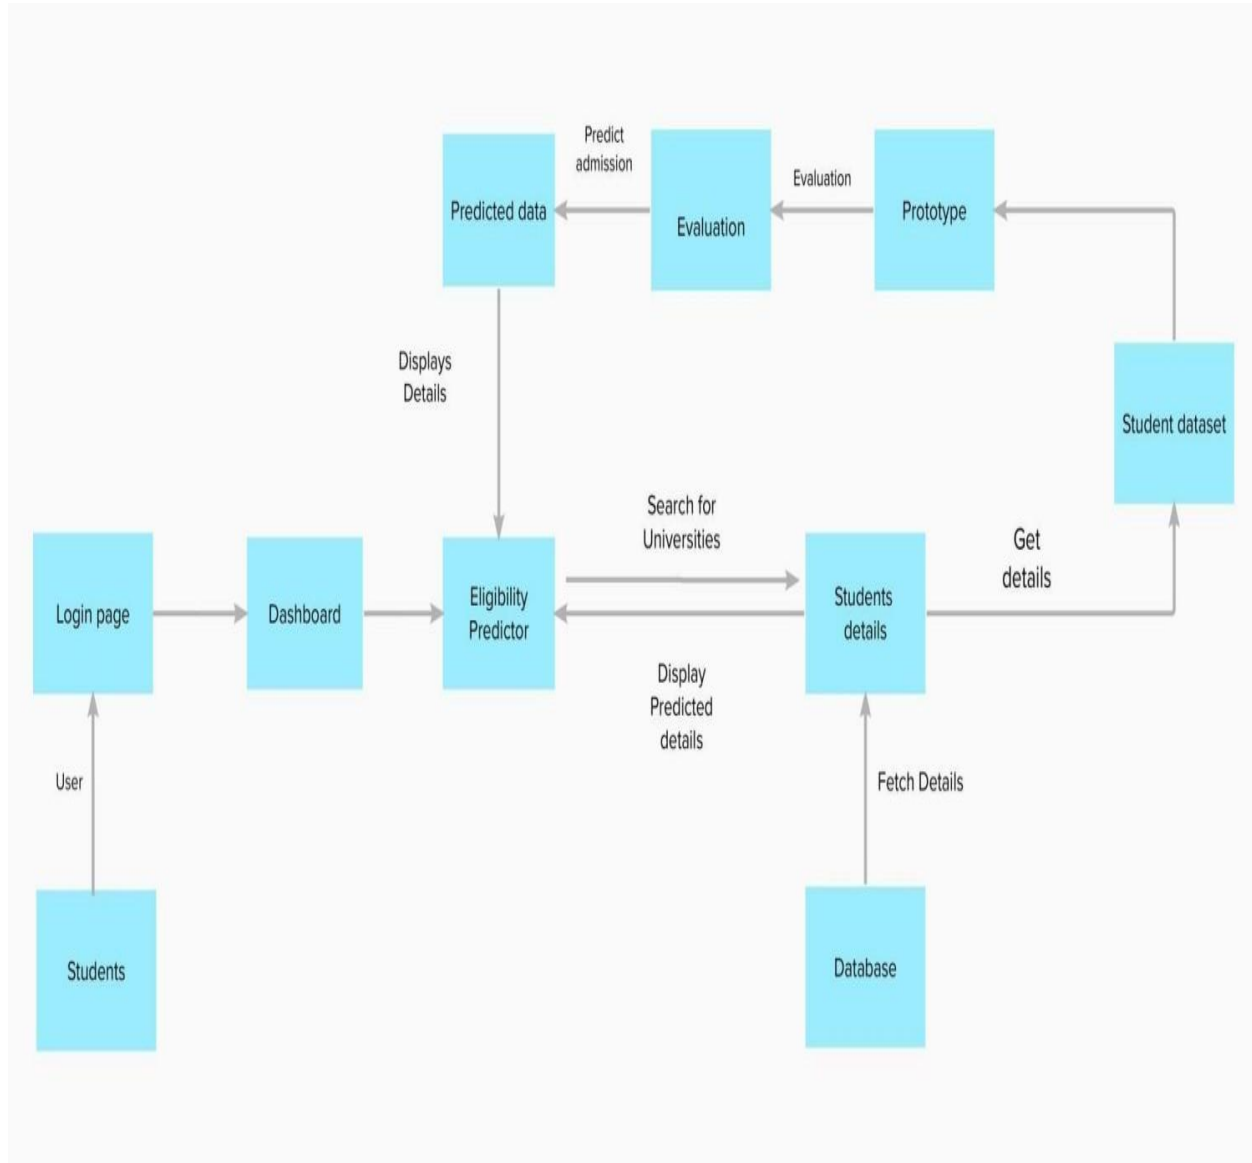 Predict
admission
Evaluation
Predicted data
Evaluation
Prototype
Displays
Details
Student dataset
Search for
Universities
Get
details
Login page
Dashboard
Eligibility
Predictor
Students
details
Display
Predicted
details
User
Fetch Details
Students
Database